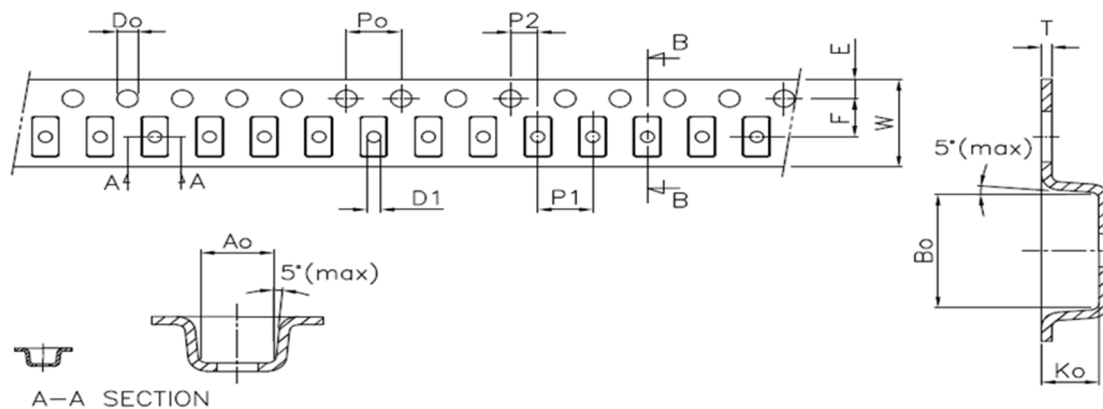 Do
Po
P2
B
E
T
F
W
5°(max)
A
A
D1
P1
B
Bo
Ao
5°(max)
Ko
A-A SECTION